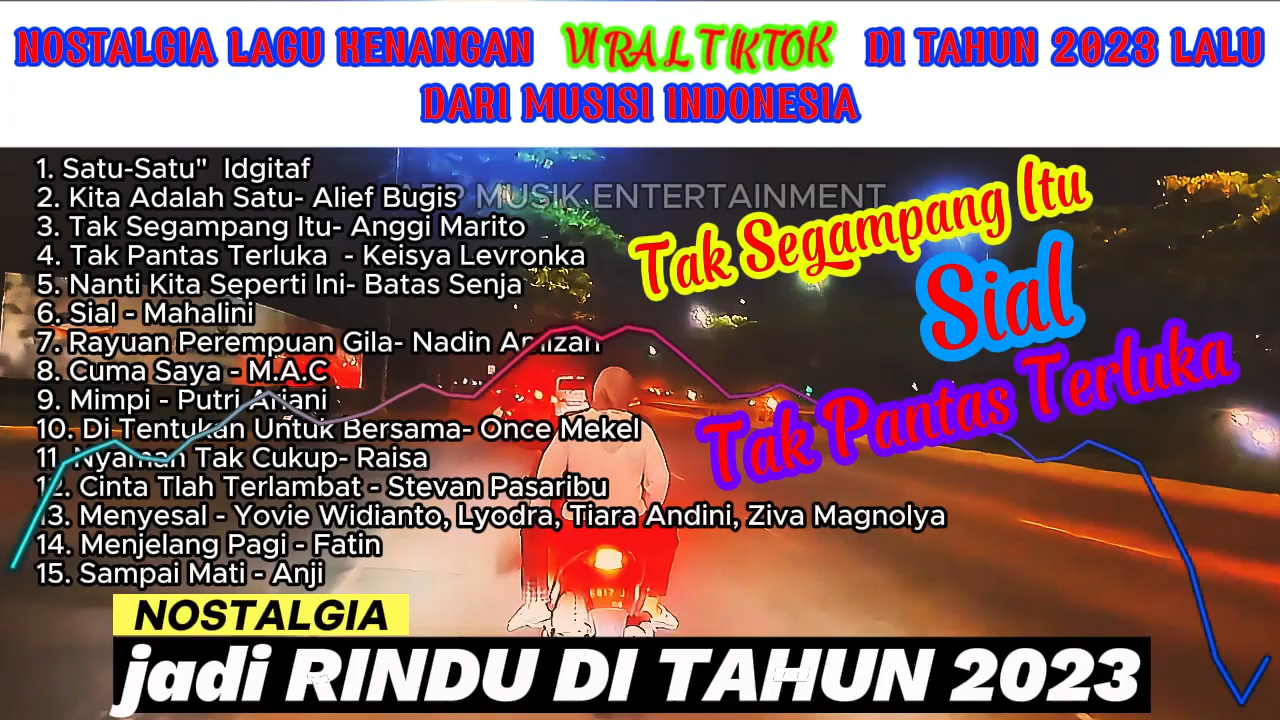 NOSTALGIA LAGU KENANGAN VIRAL TIKTOK DI TAHUN 2023 LALU
DARI MUSISI INDONESIA
1. Satu-Satu" Idgitaf
2. Kita Adalah Satu- Alief Bugis
MUSIK ENTERTAINMENT
3. Tak Segampang Itu- Anggi Marito
4. Tak Pantas Terluka - Keisya Levronka
5. Nanti Kita Seperti Ini- Batas Senja
6. Sial - Mahalini
7. Rayuan Perempuan Gila- Nadin Amizah
8. Cuma Saya - M.A.C
9. Mimpi - Putri Ariani
10. Di Tentukan Untuk Bersama- Once Mekel
11. Nyaman Tak Cukup- Raisa
12. Cinta Tlah Terlambat - Stevan Pasaribu
13. Menyesal - Yovie Widianto, Lyodra, Tiara Andini, Ziva Magnolya
14. Menjelang Pagi - Fatin
15. Sampai Mati - Anji
Tak Segampang Itu
Sial
Tak Pantas Terluka
NOSTALGIA
jadi RINDU DI TAHUN 2023